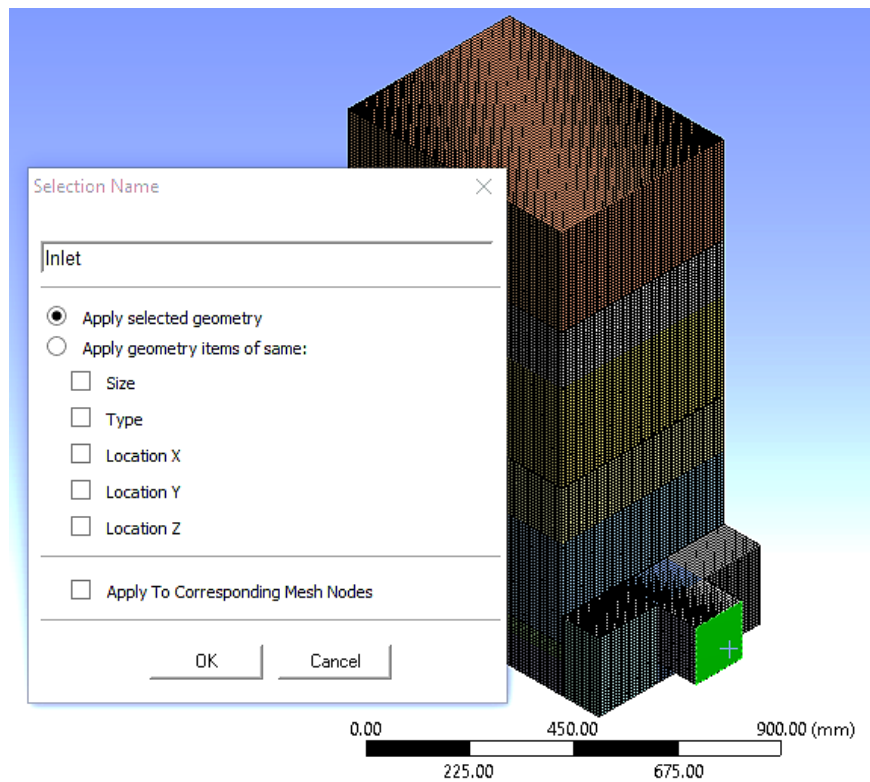 Selection Name
Inlet
Apply selected geometry
Apply geometry items of same:
Size
Type
Location X
Location Y
Location Z
Apply To Corresponding Mesh Nodes
OK Cancel
0.00 450.00 900.00 (mm)
225.00 675.00